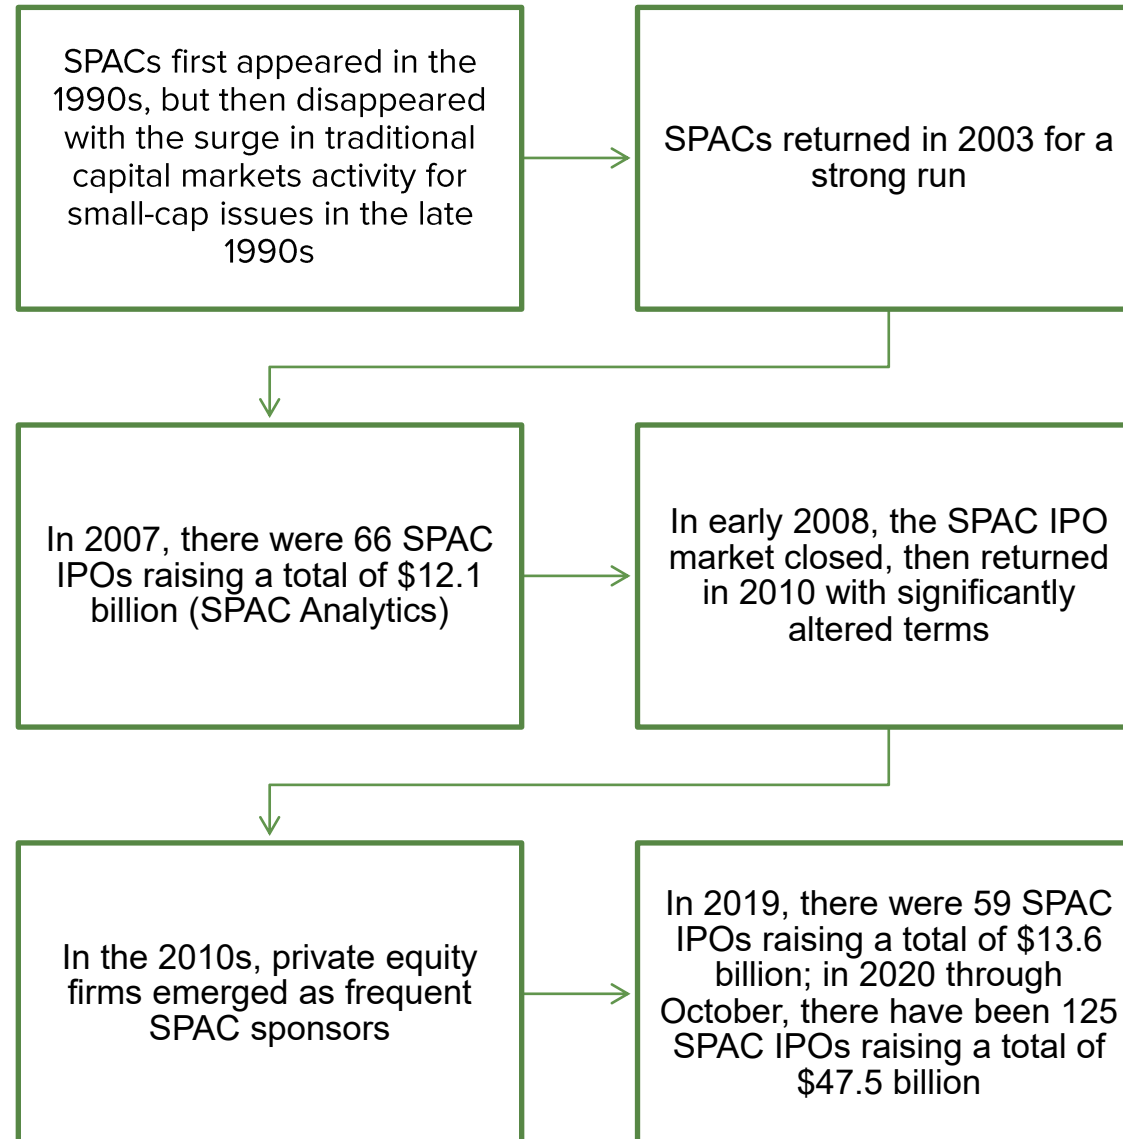 SPACs first appeared in the
1990s, but then disappeared
with the surge in traditional
capital markets activity for
small-cap issues in the late
1990s
SPACs returned in 2003 for a
strong run
In 2007, there were 66 SPAC
IPOs raising a total of $12.1
billion (SPAC Analytics)
In early 2008, the SPAC IPO
market closed, then returned
in 2010 with significantly
altered terms
In the 2010s, private equity
firms emerged as frequent
SPAC sponsors
In 2019, there were 59 SPAC
IPOs raising a total of $13.6
billion; in 2020 through
October, there have been 125
SPAC IPOs raising a total of
$47.5 billion